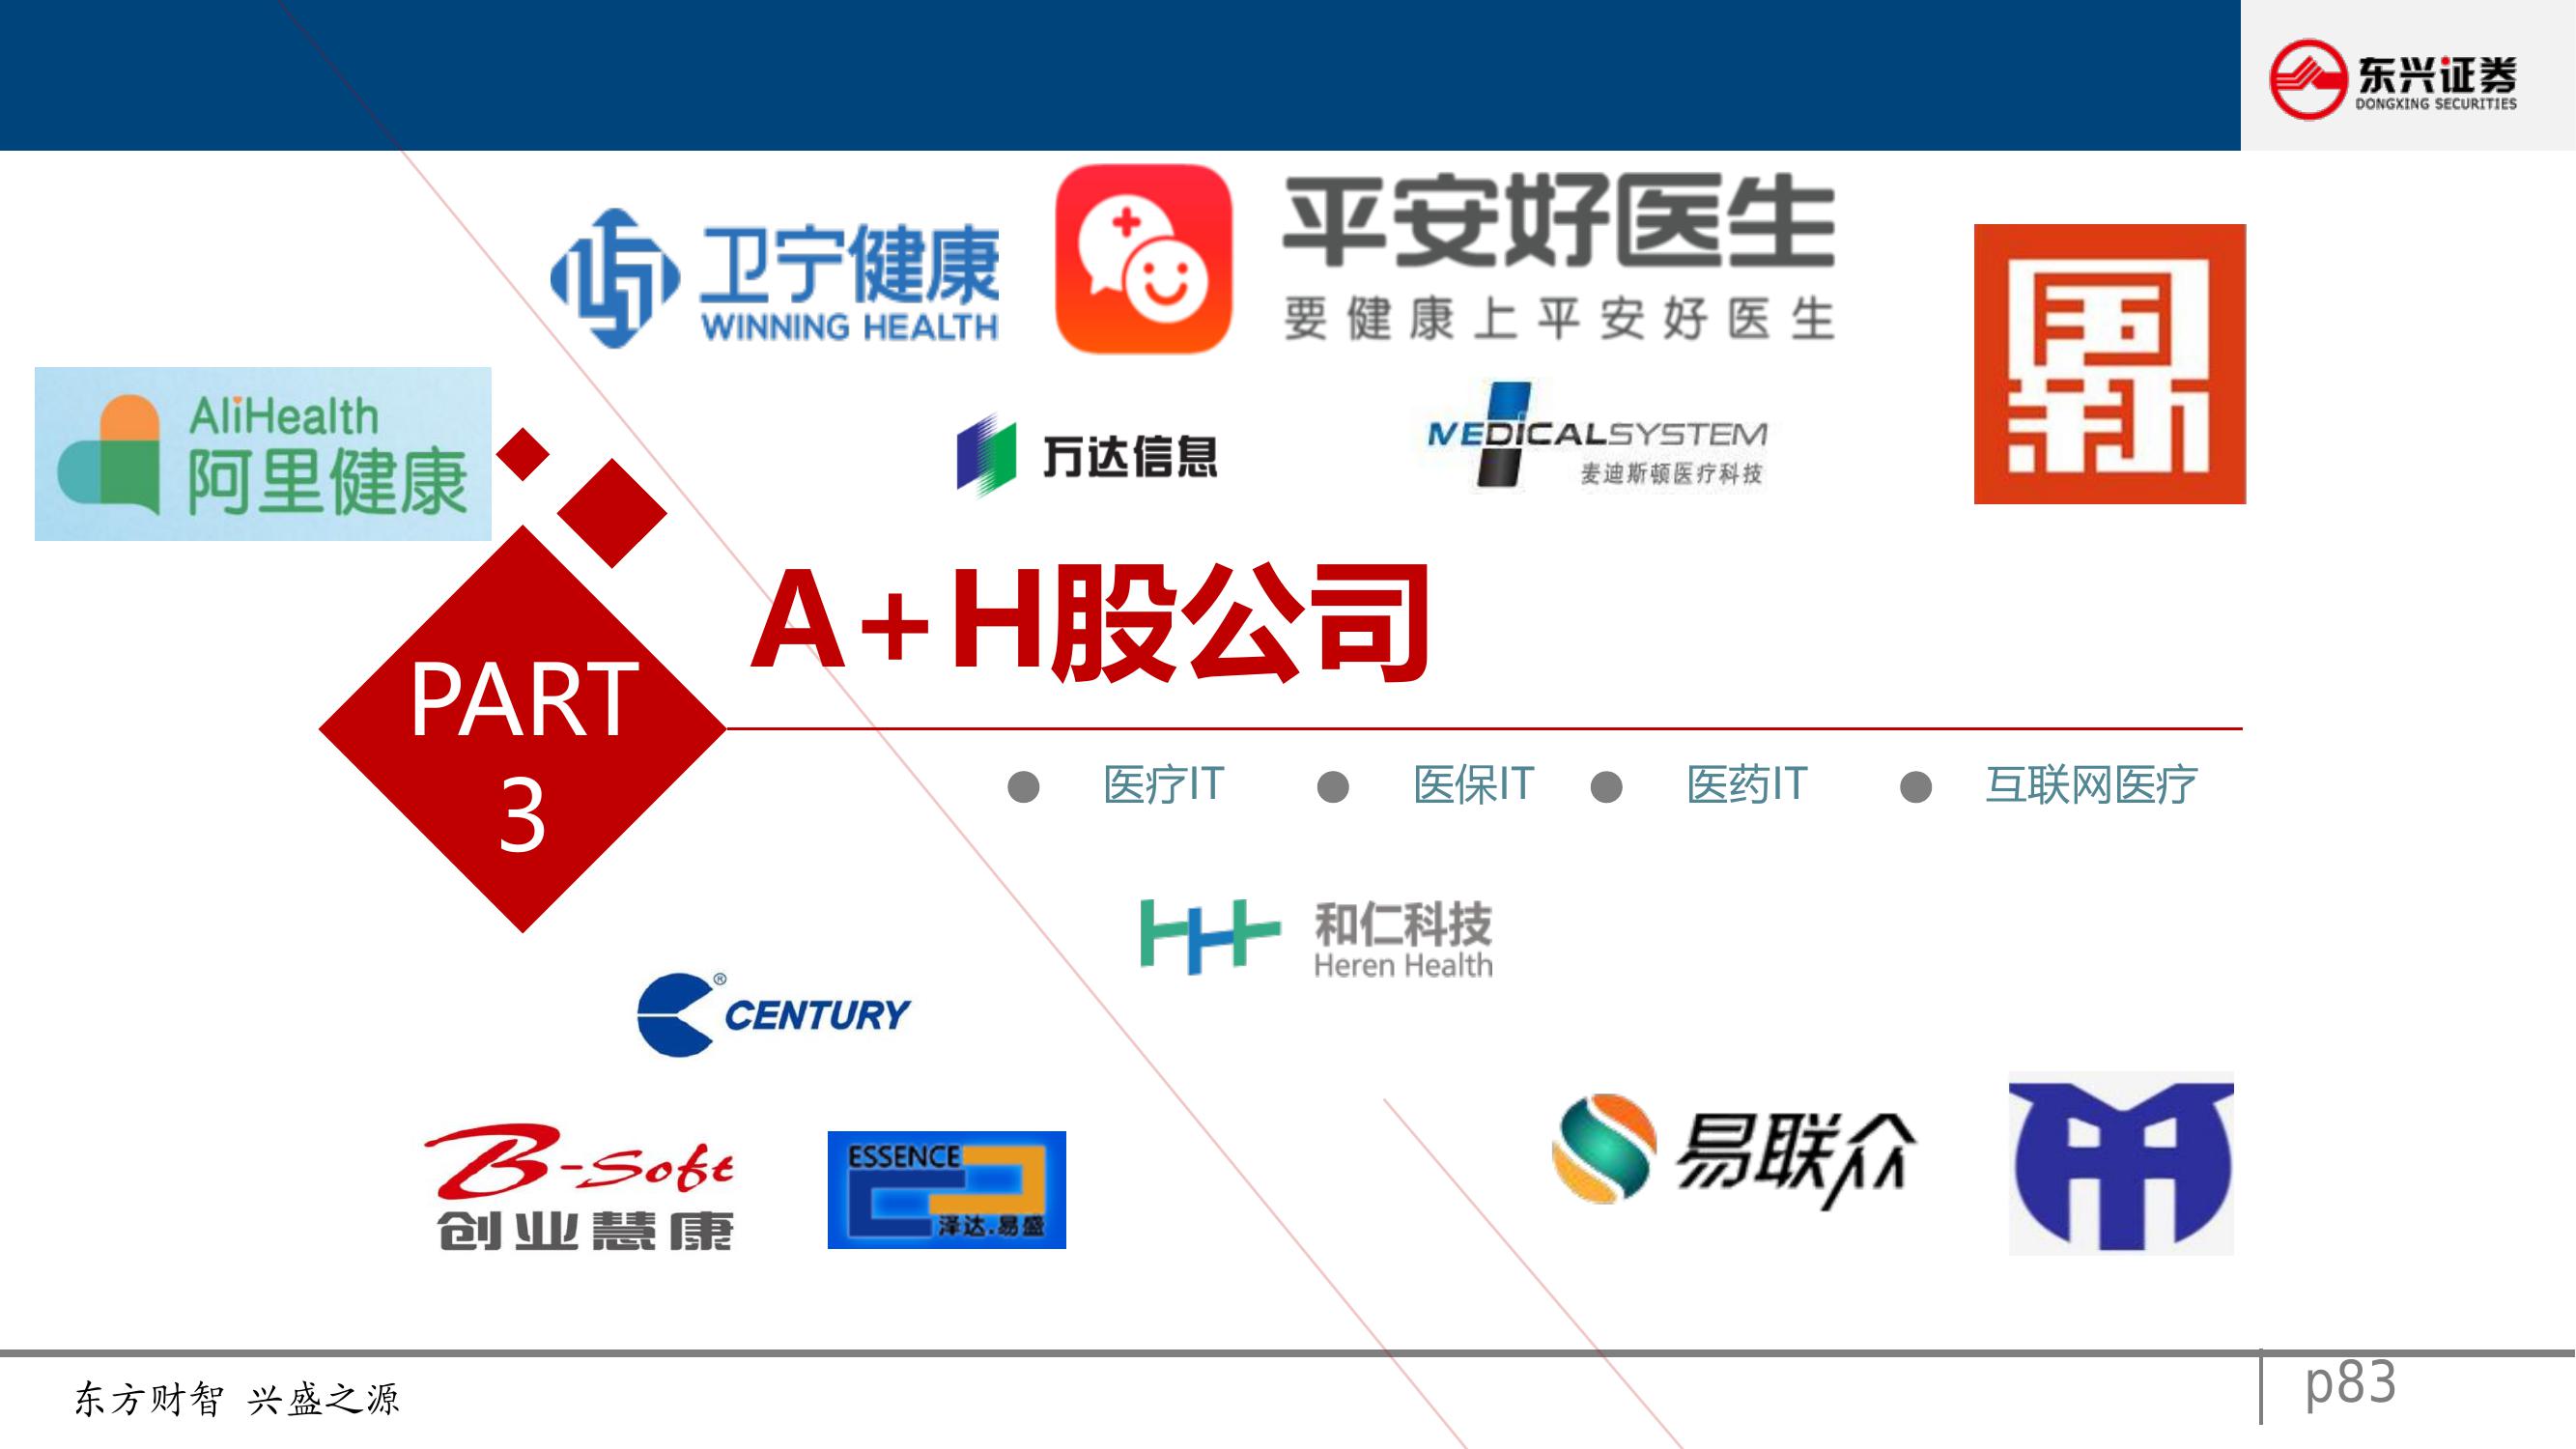 东兴证券
DONGXING SECURITIES
卫宁健康
WINNING HEALTH
平安好医生
要健康上平安好医生
国新
AliHealth
阿里健康
万达信息
MEDICALSYSTEM
麦迪斯顿医疗科技
A+H股公司
PART
3
● 医疗IT ● 医保IT ● 医药IT ● 互联网医疗
和仁科技
Heren Health
®
CENTURY
B-Soft
创业慧康
ESSENCE
泽达.易盛
易联众
东方财智 兴盛之源
p83